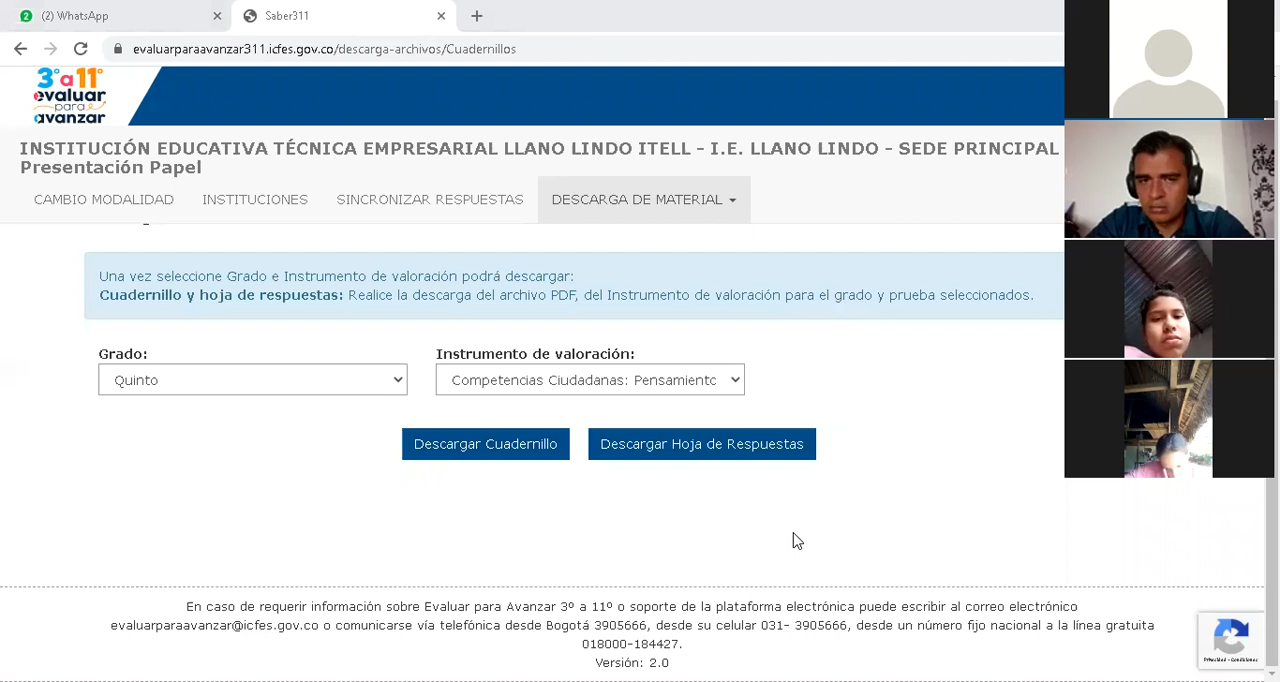 2 (2) WhatsApp
Saber311
evaluarparaavanzar311.icfes.gov.co/descarga-archivos/Cuadernillos
3° a 11°
evaluar
para
avanzar
INSTITUCIÓN EDUCATIVA TÉCNICA EMPRESARIAL LLANO LINDO ITELL - I.E. LLANO LINDO - SEDE PRINCIPAL
Presentación Papel
CAMBIO MODALIDAD INSTITUCIONES SINCRONIZAR RESPUESTAS DESCARGA DE MATERIAL
Una vez seleccione Grado e Instrumento de valoración podrá descargar:
Cuadernillo y hoja de respuestas: Realice la descarga del archivo PDF, del Instrumento de valoración para el grado y prueba seleccionados.
Grado: Instrumento de valoración:
Quinto Competencias Ciudadanas: Pensamiento
Descargar Cuadernillo Descargar Hoja de Respuestas
En caso de requerir información sobre Evaluar para Avanzar 3º a 11º o soporte de la plataforma electrónica puede escribir al correo electrónico
evaluarparaavanzar@icfes.gov.co o comunicarse vía telefónica desde Bogotá 3905666, desde su celular 031- 3905666, desde un número fijo nacional a la línea gratuita
018000-184427.
Versión: 2.0
Privacidad - Condiciones